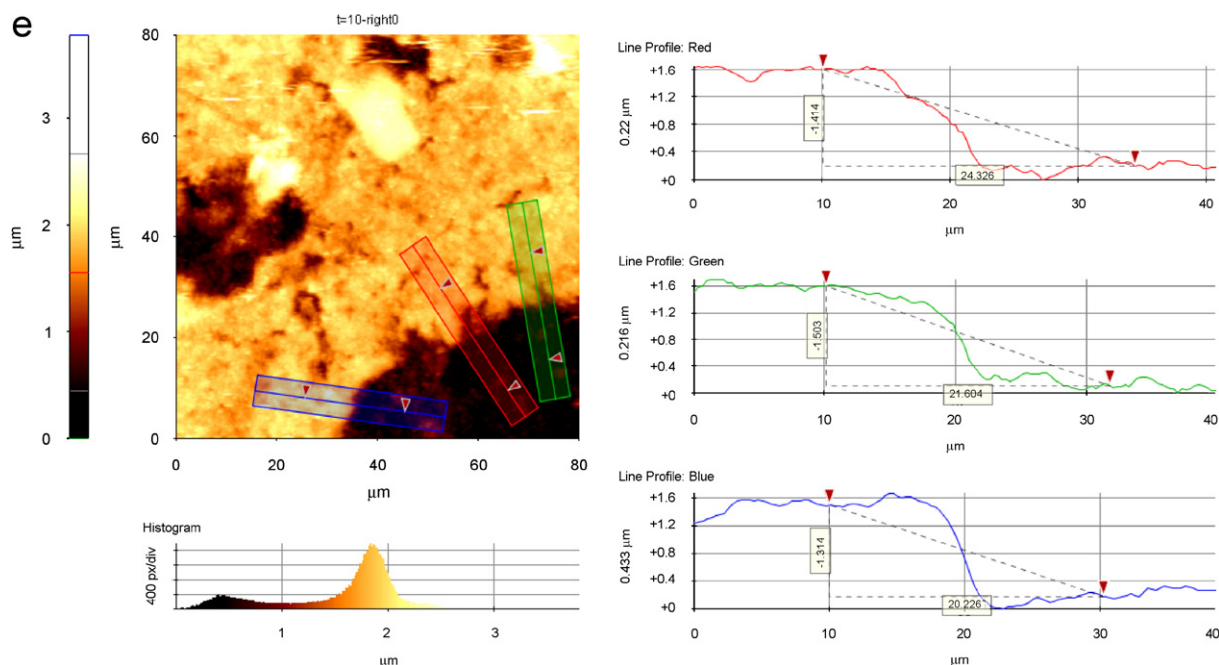 e
t=10-right0
µm
3
2
1
0
µm
80
60
40
20
0
0 20 40 60 80
µm
Histogram
400 px/div
1 2 3
µm
Line Profile: Red
0.22 µm
+1.6
+1.2
+0.8
+0.4
+0
-1.414
24.326
0 10 20 30 40
µm
Line Profile: Green
0.216 µm
+1.6
+1.2
+0.8
+0.4
+0
-1.503
21.604
0 10 20 30 40
µm
Line Profile: Blue
0.433 µm
+1.6
+1.2
+0.8
+0.4
+0
-1.314
20.226
0 10 20 30 40
µm